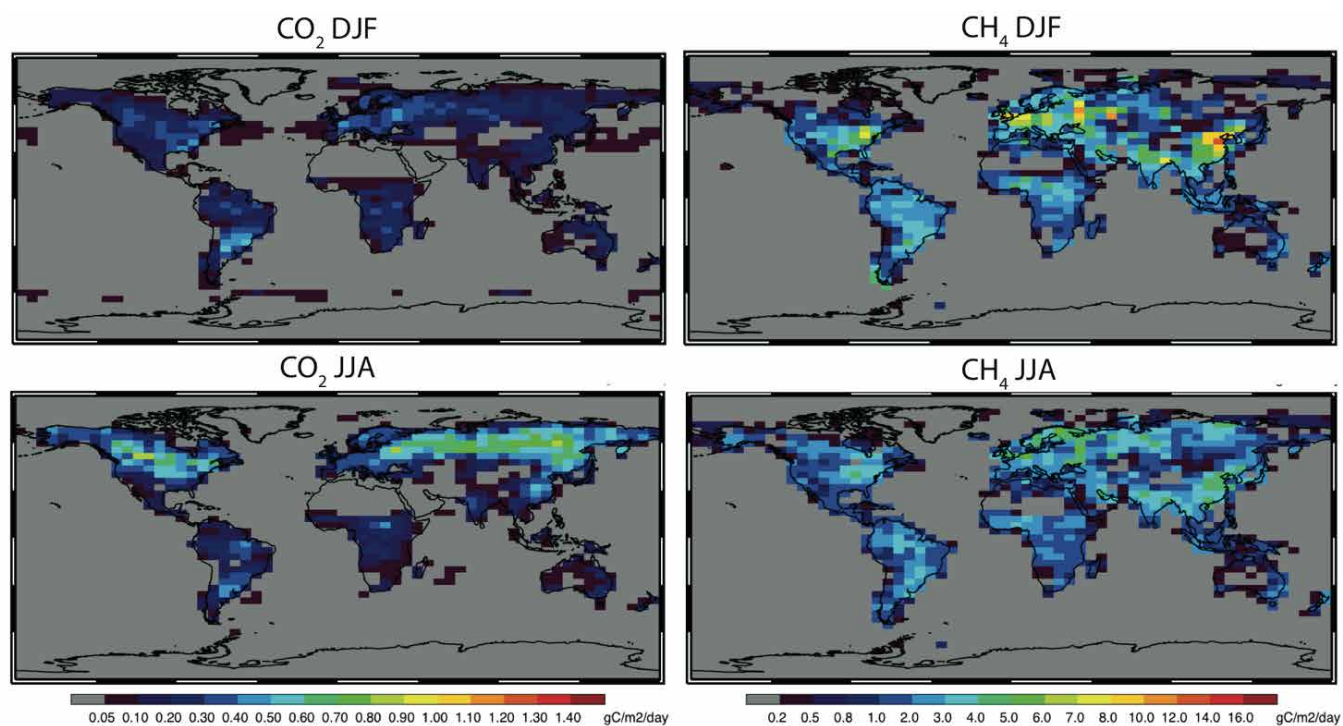 CO2 DJF
CH4 DJF
CO2 JJA
CH4 JJA
0.05 0.10 0.20 0.30 0.40 0.50 0.60 0.70 0.80 0.90 1.00 1.10 1.20 1.30 1.40 gC/m2/day
0.2 0.5 0.8 1.0 2.0 3.0 4.0 5.0 6.0 7.0 8.0 10.0 12.0 14.0 16.0 gC/m2/day